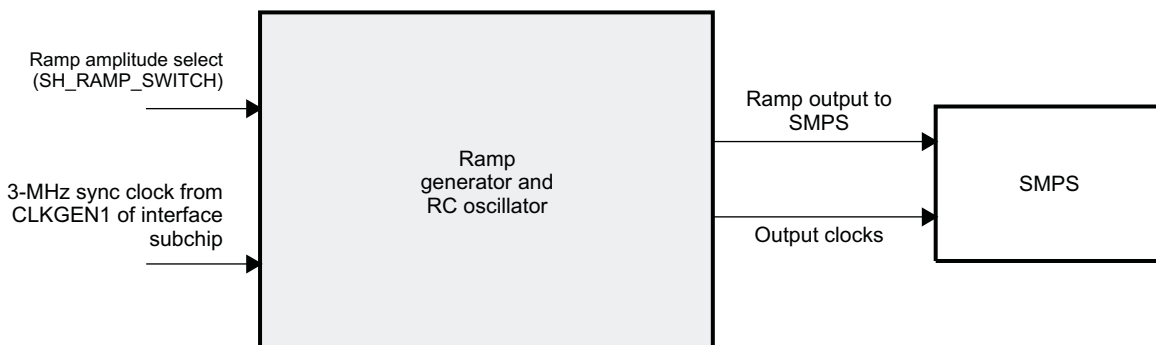 Ramp amplitude select
(SH_RAMP_SWITCH)
3-MHz sync clock from
CLKGEN1 of interface
subchip
Ramp
generator and
RC oscillator
Ramp output to
SMPS
Output clocks
SMPS